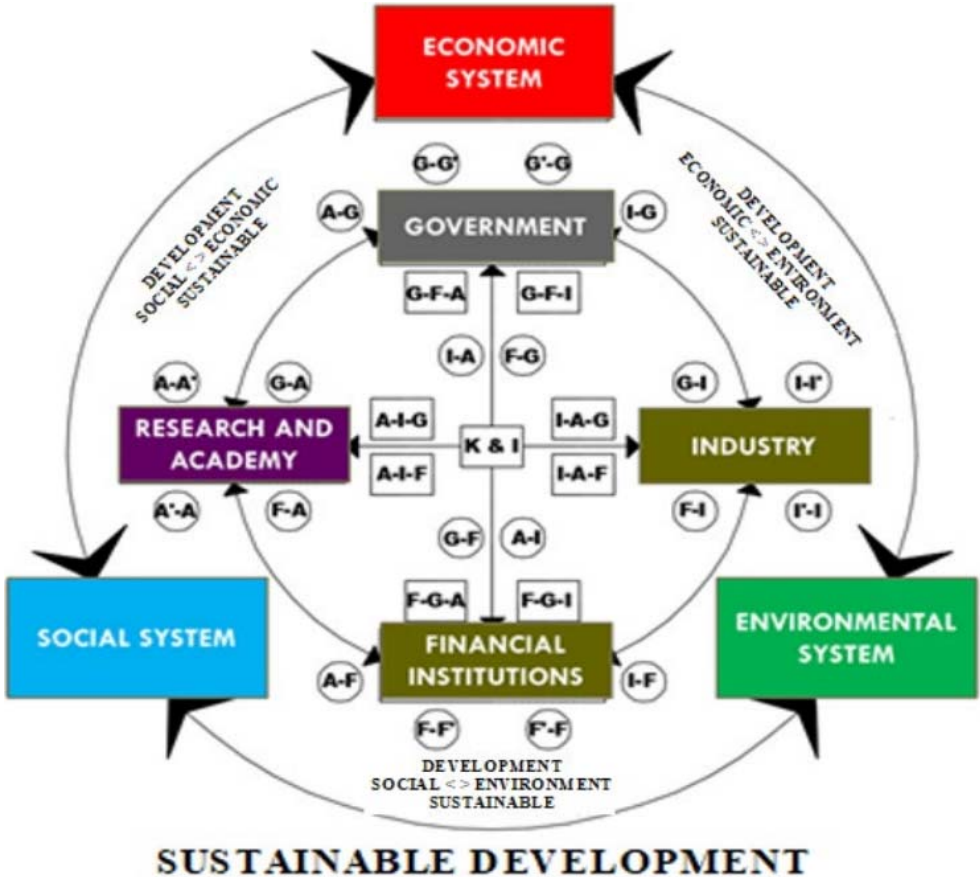 ECONOMIC
SYSTEM
G-G'
G'-G
A-G
I-G
GOVERNMENT
DEVELOPMENT
SOCIAL <> ECONOMIC
SUSTAINABLE
DEVELOPMENT
ECONOMIC <> ENVIRONMENT
SUSTAINABLE
G-F-A
G-F-I
I-A
F-G
A-A'
G-A
G-I
I-I'
RESEARCH AND
ACADEMY
A-I-G
A-I-F
K & I
I-A-G
I-A-F
INDUSTRY
A'-A
F-A
F-I
I'-I
G-F
A-I
F-G-A
F-G-I
SOCIAL SYSTEM
FINANCIAL
INSTITUTIONS
ENVIRONMENTAL
SYSTEM
A-F
I-F
F-F'
F'-F
DEVELOPMENT
SOCIAL <> ENVIRONMENT
SUSTAINABLE
SUSTAINABLE DEVELOPMENT